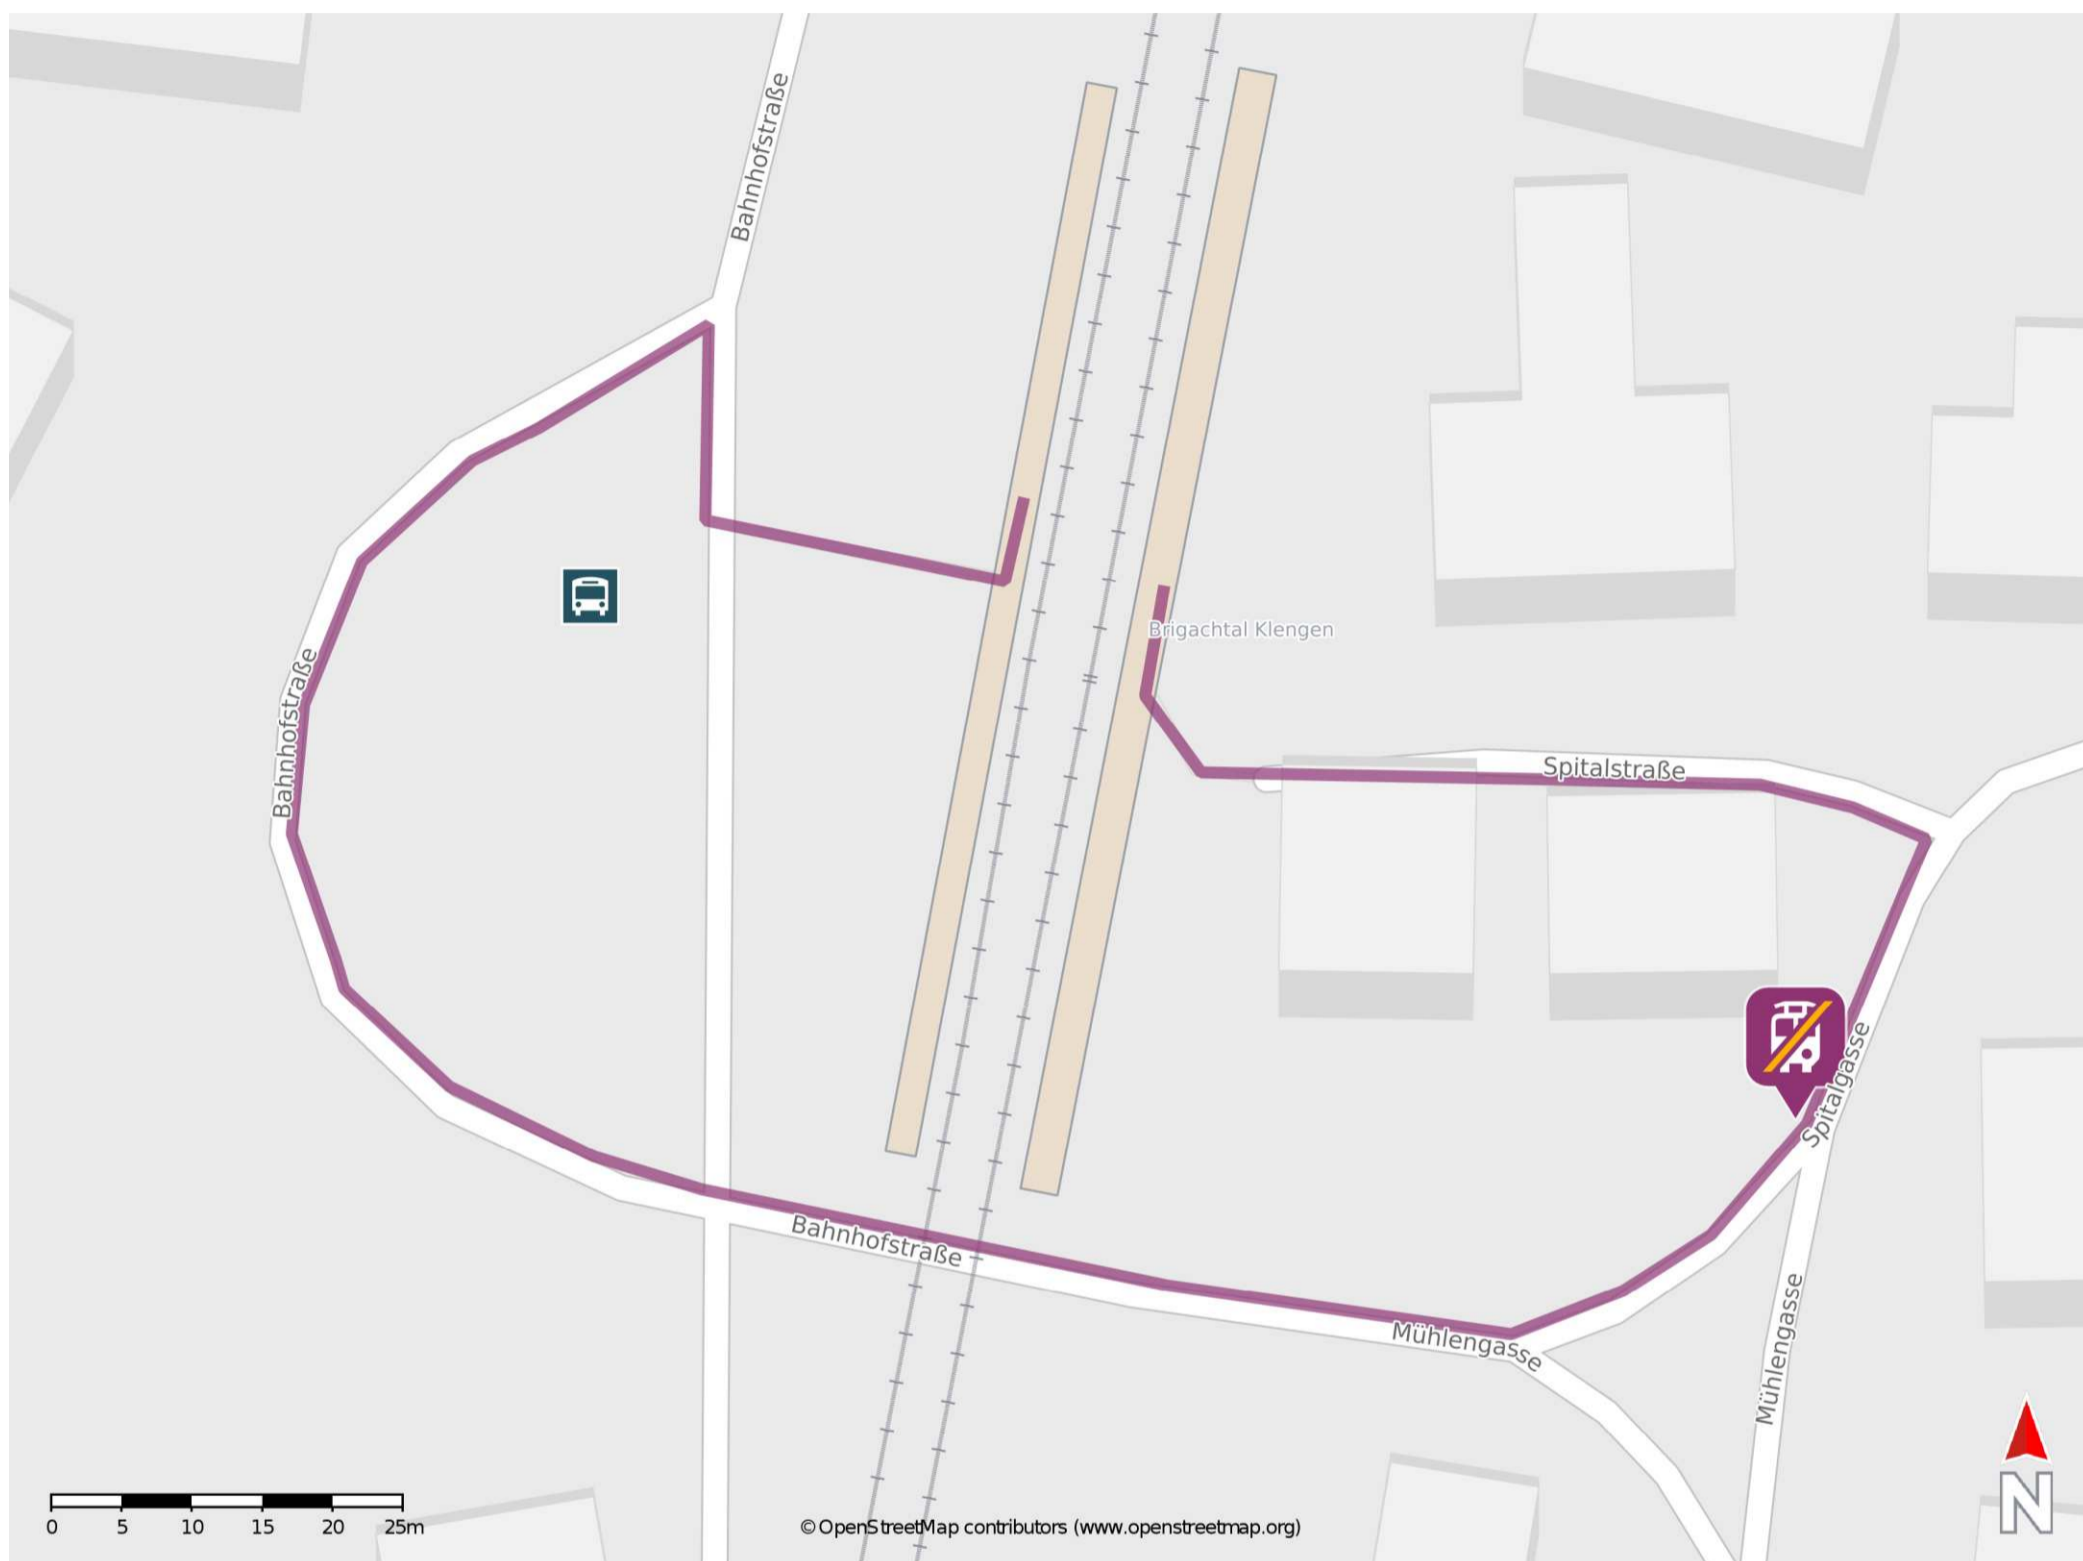 Bahnhofstraße
Brigachtal Klengen
Bahnhofstraße
Spitalstraße
Spitalgasse
Bahnhofstraße
Mühlengasse
Mühlengasse
N
0 5 10 15 20 25m
© OpenStreetMap contributors (www.openstreetmap.org)